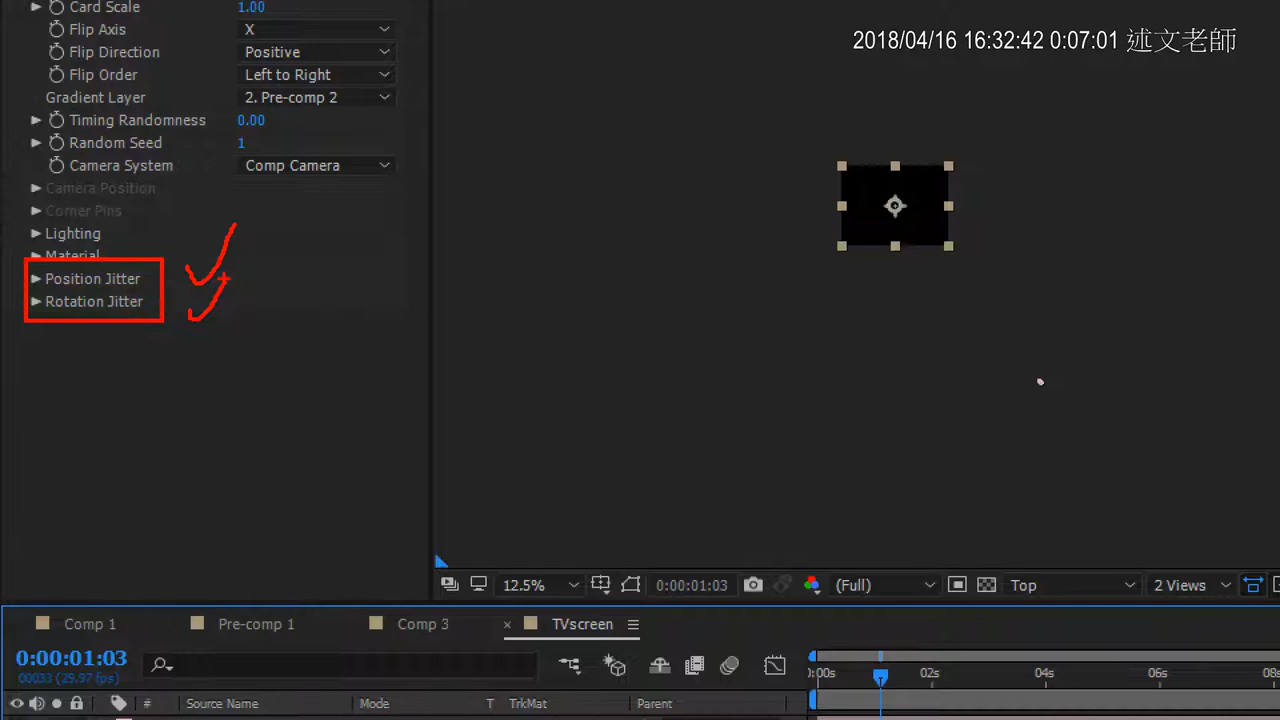 Card Scale 1.00
2018/04/16 16:32:42 0:07:01 述文老師
Flip Axis X
Flip Direction Positive
Flip Order Left to Right
Gradient Layer 2. Pre-comp 2
Timing Randomness 0.00
Random Seed 1
Camera System Comp Camera
Camera Position
Corner Pins
Lighting
Material
Position Jitter
Rotation Jitter
12.5% 0:00:01:03 (Full) Top 2 Views
Comp 1 Pre-comp 1 Comp 3 × TVscreen
0:00:01:03
00033 (29.97 fps)
0:00s 02s 04s 06s 08s
# Source Name Mode T TrkMat Parent